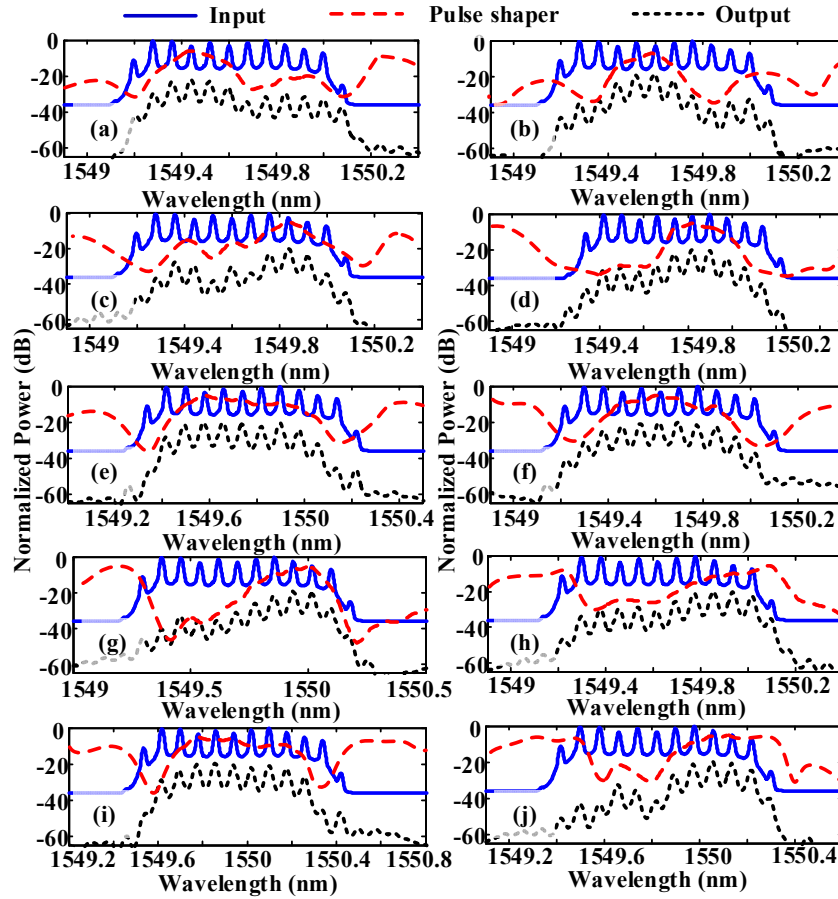 Input Pulse shaper Output
0 -20 -40 -60
(a)
1549 1549.4 1549.8 1550.2
Wavelength (nm)
0 -20 -40 -60
(b)
1549 1549.4 1549.8 1550.2
Wavelength (nm)
0 -20 -40 -60
(c)
1549 1549.4 1549.8 1550.2
Wavelength (nm)
0 -20 -40 -60
(d)
1549 1549.4 1549.8 1550.2
Wavelength (nm)
Normalized Power (dB)
0 -20 -40 -60
(e)
1549.2 1549.6 1550 1550.4
Wavelength (nm)
Normalized Power (dB)
0 -20 -40 -60
(f)
1549 1549.4 1549.8 1550.2
Wavelength (nm)
0 -20 -40 -60
(g)
1549 1549.5 1550 1550.5
Wavelength (nm)
0 -20 -40 -60
(h)
1549 1549.4 1549.8 1550.2
Wavelength (nm)
0 -20 -40 -60
(i)
1549.2 1549.6 1550 1550.4 1550.8
Wavelength (nm)
0 -20 -40 -60
(j)
1549.2 1549.6 1550 1550.4
Wavelength (nm)